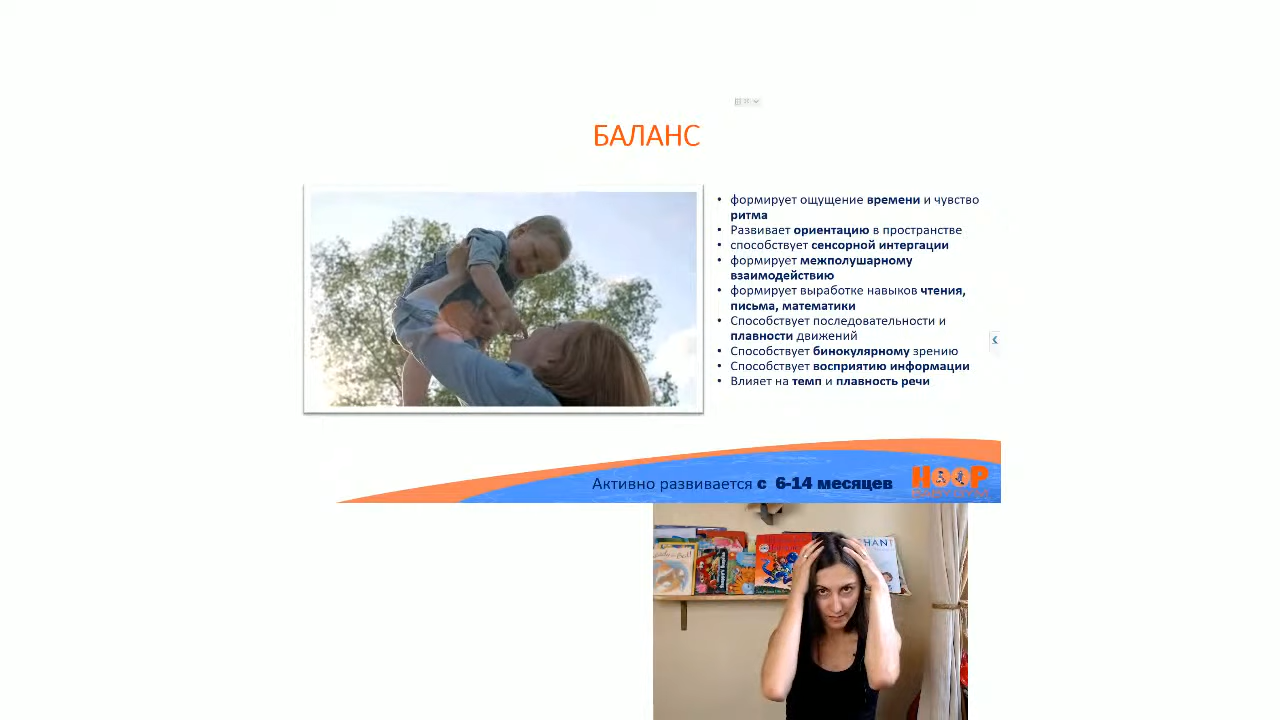 БАЛАНС
• формирует ощущение времени и чувство
ритма
• Развивает ориентацию в пространстве
• способствует сенсорной интергации
• формирует межполушарному
взаимодействию
• формирует выработке навыков чтения,
письма, математики
• Способствует последовательности и
плавности движений
• Способствует бинокулярному зрению
• Способствует восприятию информации
• Влияет на темп и плавность речи
Активно развивается с 6-14 месяцев
HOOP
BABY GYM